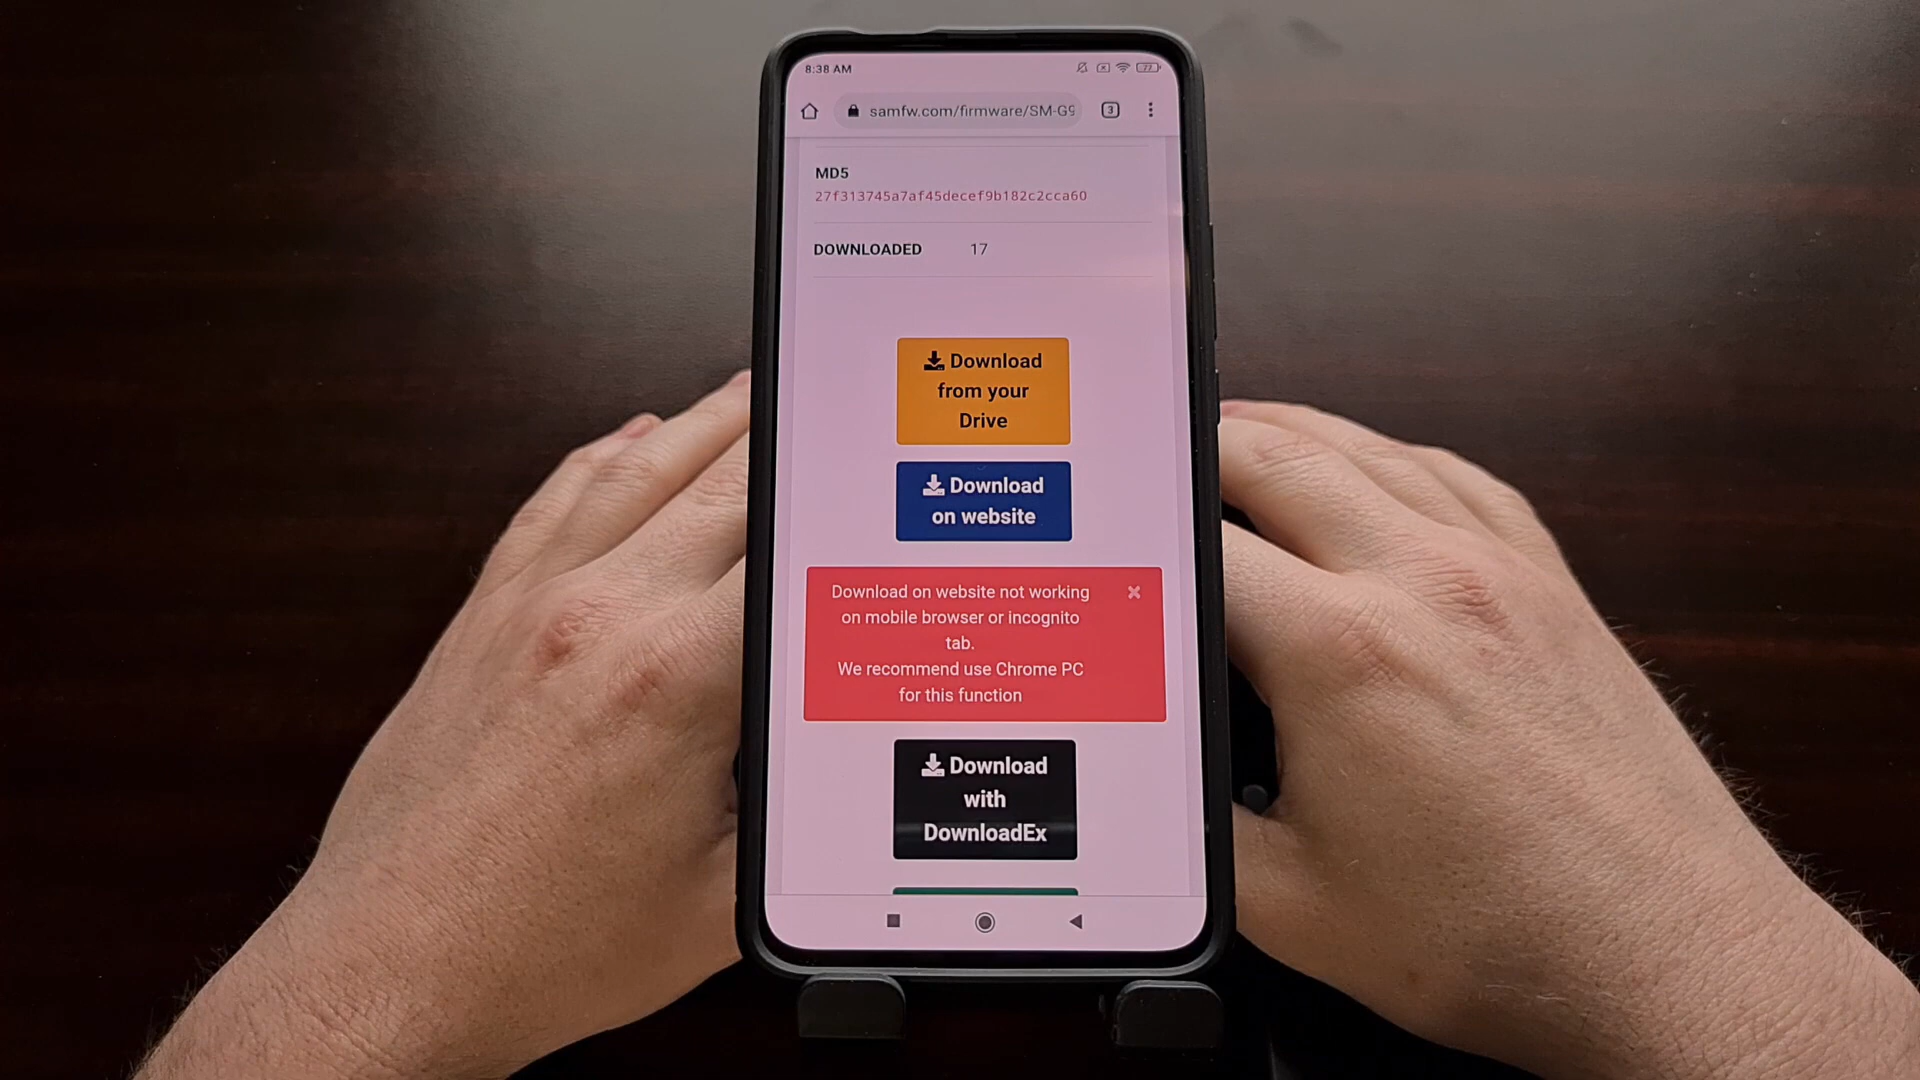 8:38 AM
77
samfw.com/firmware/SM-G9
3
MD5
27f313745a7af45decef9b182c2cca60
DOWNLOADED 17
Download
from your
Drive
Download
on website
Download on website not working
on mobile browser or incognito
tab.
We recommend use Chrome PC
for this function
Download
with
DownloadEx